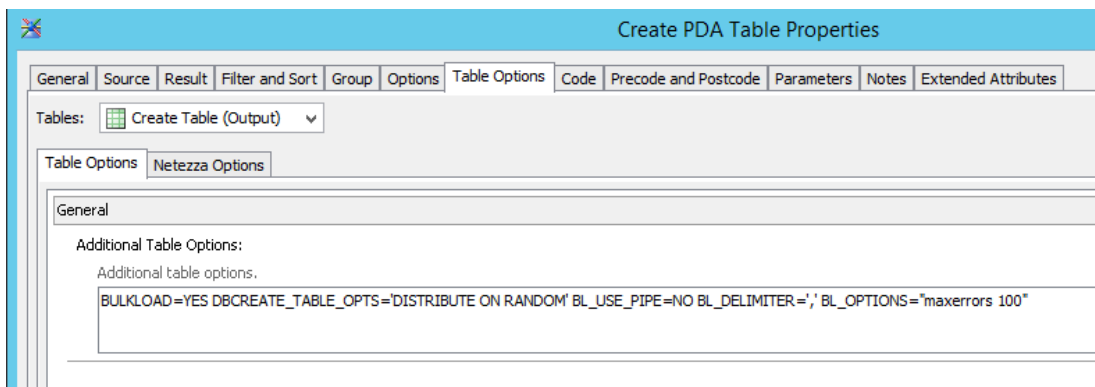 Create PDA Table Properties
General Source Result Filter and Sort Group Options Table Options Code Precode and Postcode Parameters Notes Extended Attributes
Tables: Create Table (Output)
Table Options Netezza Options
General
Additional Table Options:
Additional table options.
BULKLOAD=YES DBCREATE_TABLE_OPTS='DISTRIBUTE ON RANDOM' BL_USE_PIPE=NO BL_DELIMITER=',' BL_OPTIONS="maxerrors 100"